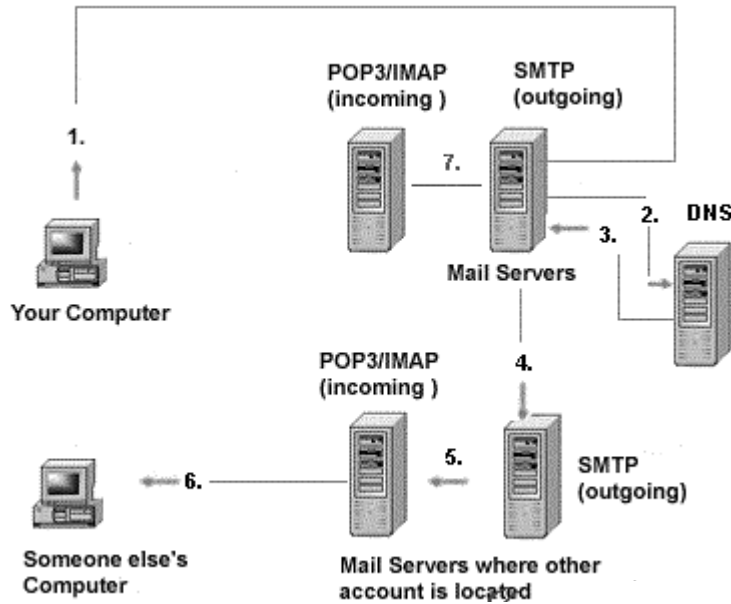 POP3/IMAP
(incoming )
SMTP
(outgoing)
1.
7.
2.
DNS
3.
Mail Servers
Your Computer
POP3/IMAP
(incoming )
4.
5.
6.
SMTP
(outgoing)
Someone else's
Computer
Mail Servers where other
account is located